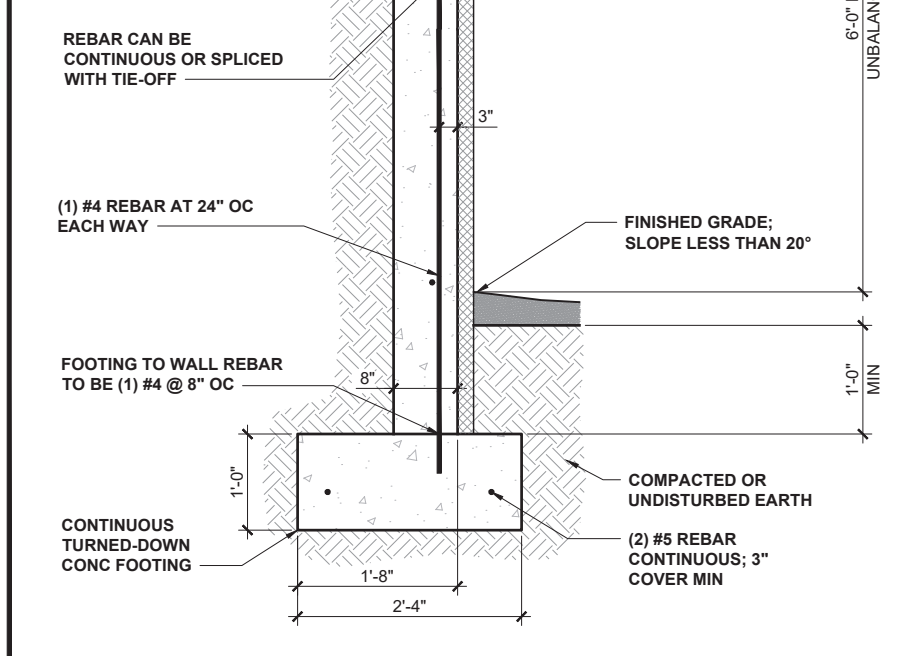 REBAR CAN BE
CONTINUOUS OR SPLICED
WITH TIE-OFF
6'-0"
UNBALAN
3"
(1) #4 REBAR AT 24" OC
EACH WAY
FINISHED GRADE;
SLOPE LESS THAN 20°
FOOTING TO WALL REBAR
TO BE (1) #4 @ 8" OC
8"
1'-0"
MIN
1'-0"
COMPACTED OR
UNDISTURBED EARTH
CONTINUOUS
TURNED-DOWN
CONC FOOTING
(2) #5 REBAR
CONTINUOUS; 3"
COVER MIN
1'-8"
2'-4"